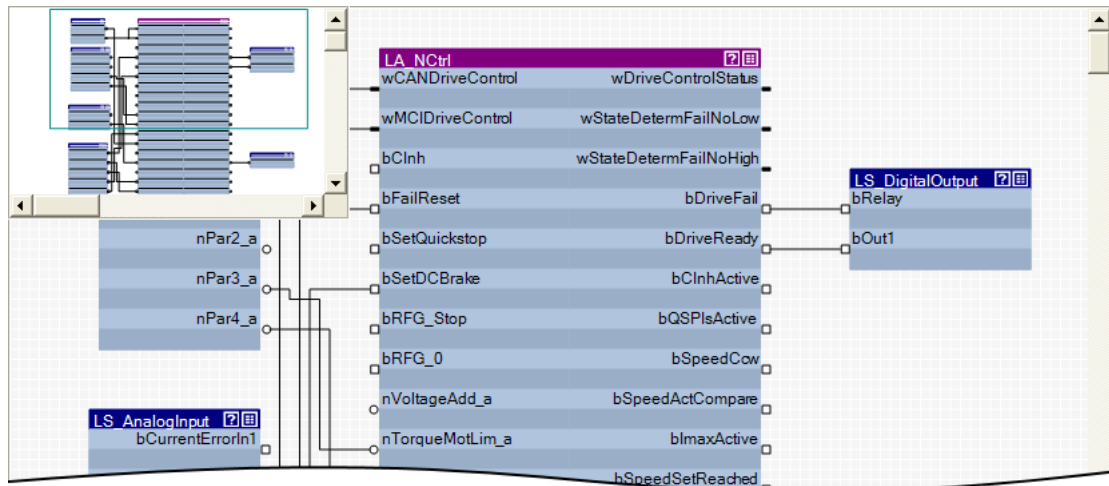 LA_NCtrl
wCANDriveControl wDriveControlStatus
wMCIDriveControl wStateDetermFailNoLow
bCInh wStateDetermFailNoHigh
LS_DigitalOutput
bFailReset bDriveFail bRelay
nPar2_a bSetQuickstop bDriveReady bOut1
nPar3_a bSetDCBrake bCInhActive
nPar4_a bRFG_Stop bQSPIsActive
bRFG_0 bSpeedCcw
nVoltageAdd_a bSpeedActCompare
LS_AnalogInput
bCurrentErrorIn1 nTorqueMotLim_a bImaxActive
bSpeedSetReached